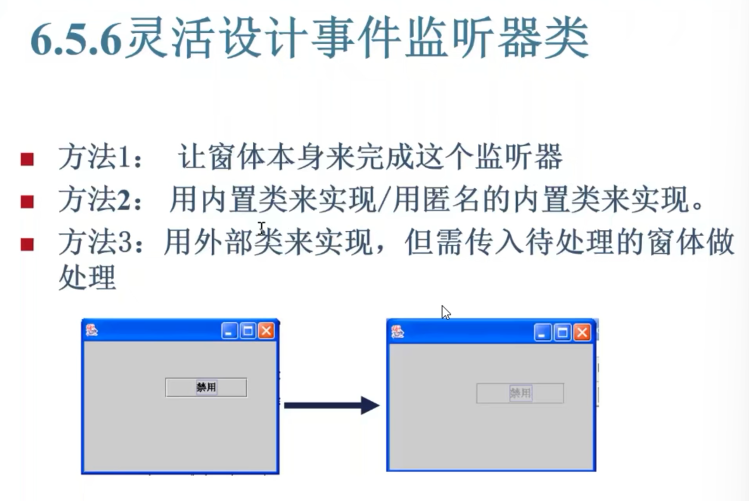 6.5.6灵活设计事件监听器类
方法1： 让窗体本身来完成这个监听器
方法2： 用内置类来实现/用匿名的内置类来实现。
方法3：用外部类来实现，但需传入待处理的窗体做
处理
禁用
禁用